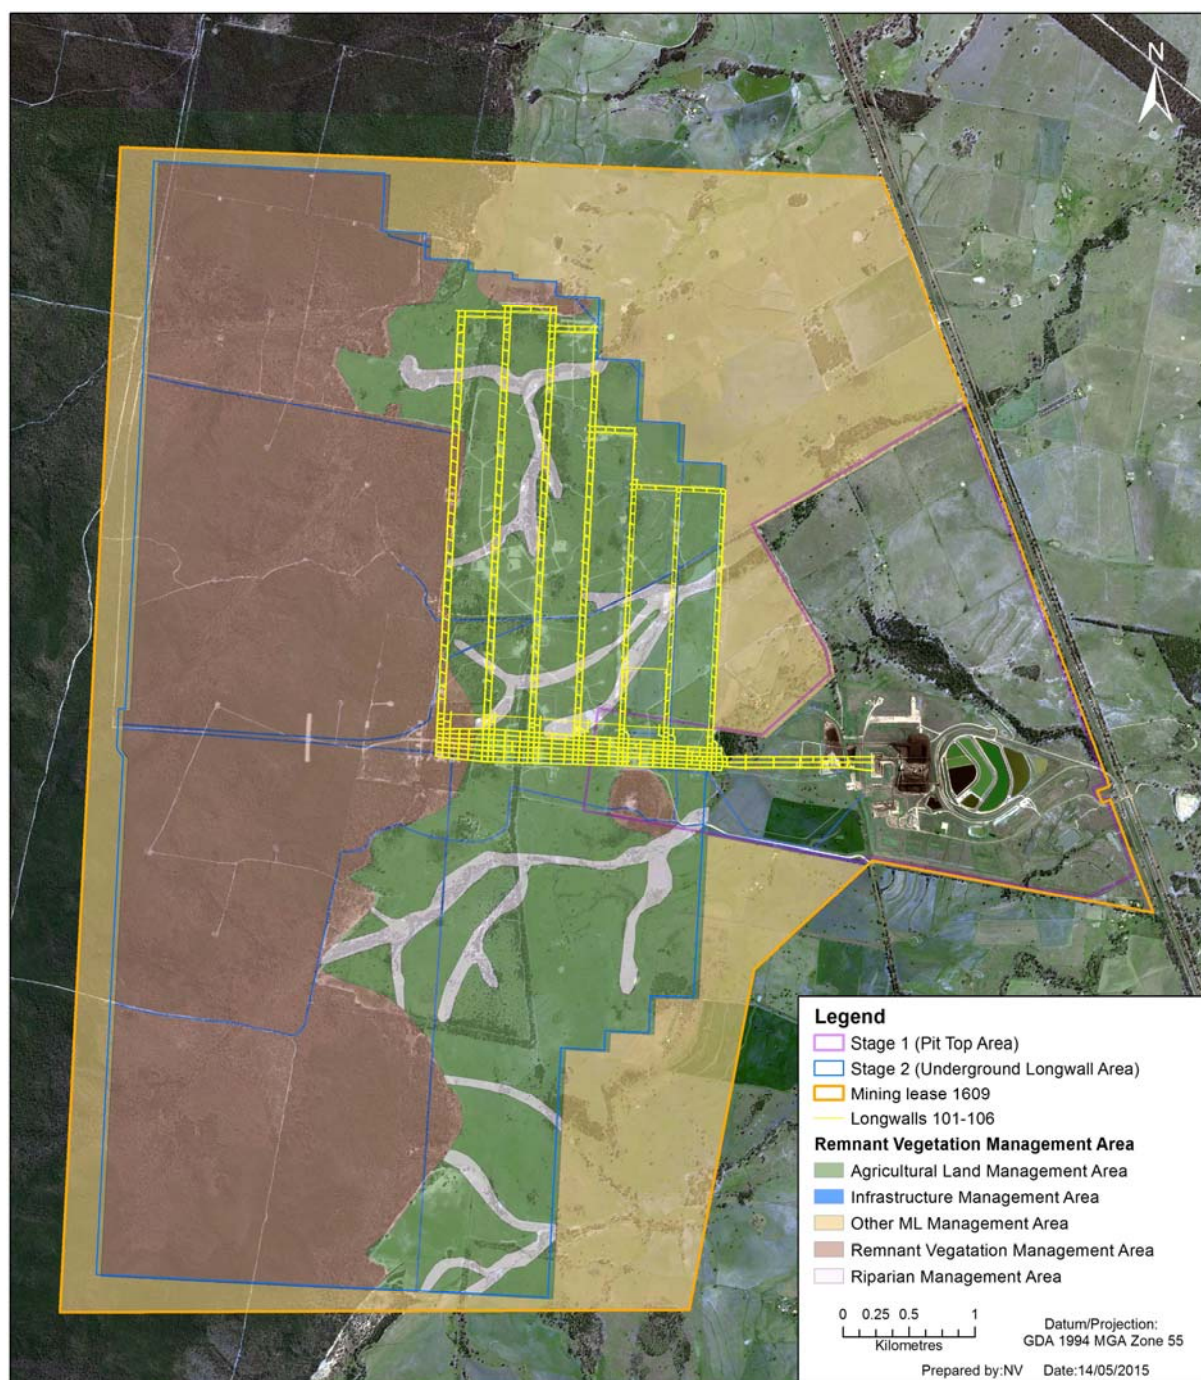 N
Legend
Stage 1 (Pit Top Area)
Stage 2 (Underground Longwall Area)
Mining lease 1609
Longwalls 101-106
Remnant Vegetation Management Area
Agricultural Land Management Area
Infrastructure Management Area
Other ML Management Area
Remnant Vegatation Management Area
Riparian Management Area
0 0.25 0.5 1
Kilometres
Datum/Projection:
GDA 1994 MGA Zone 55
Prepared by:NV Date:14/05/2015